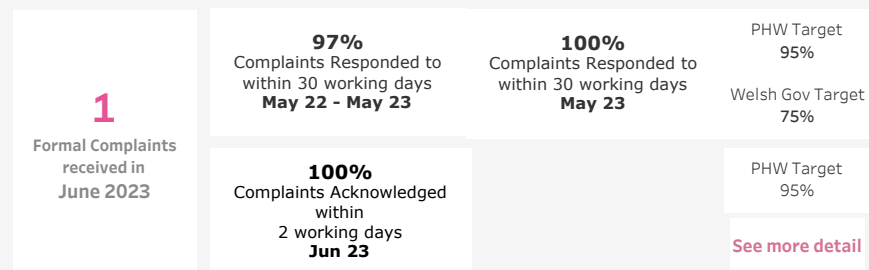 1
Formal Complaints
received in
June 2023
97%
Complaints Responded to
within 30 working days
May 22 - May 23
100%
Complaints Responded to
within 30 working days
May 23
PHW Target
95%
Welsh Gov Target
75%
100%
Complaints Acknowledged
within
2 working days
Jun 23
PHW Target
95%
See more detail